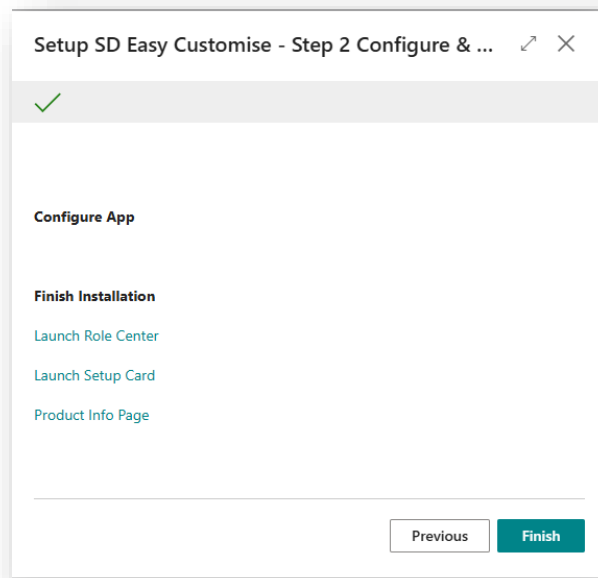 Setup SD Easy Customise - Step 2 Configure & ...
Configure App
Finish Installation
Launch Role Center
Launch Setup Card
Product Info Page
Previous
Finish